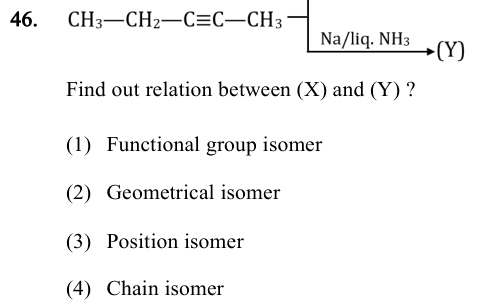 46. CH₃—CH₂—C≡C—CH₃
Na/liq. NH₃ (Y)
Find out relation between (X) and (Y) ?
(1) Functional group isomer
(2) Geometrical isomer
(3) Position isomer
(4) Chain isomer